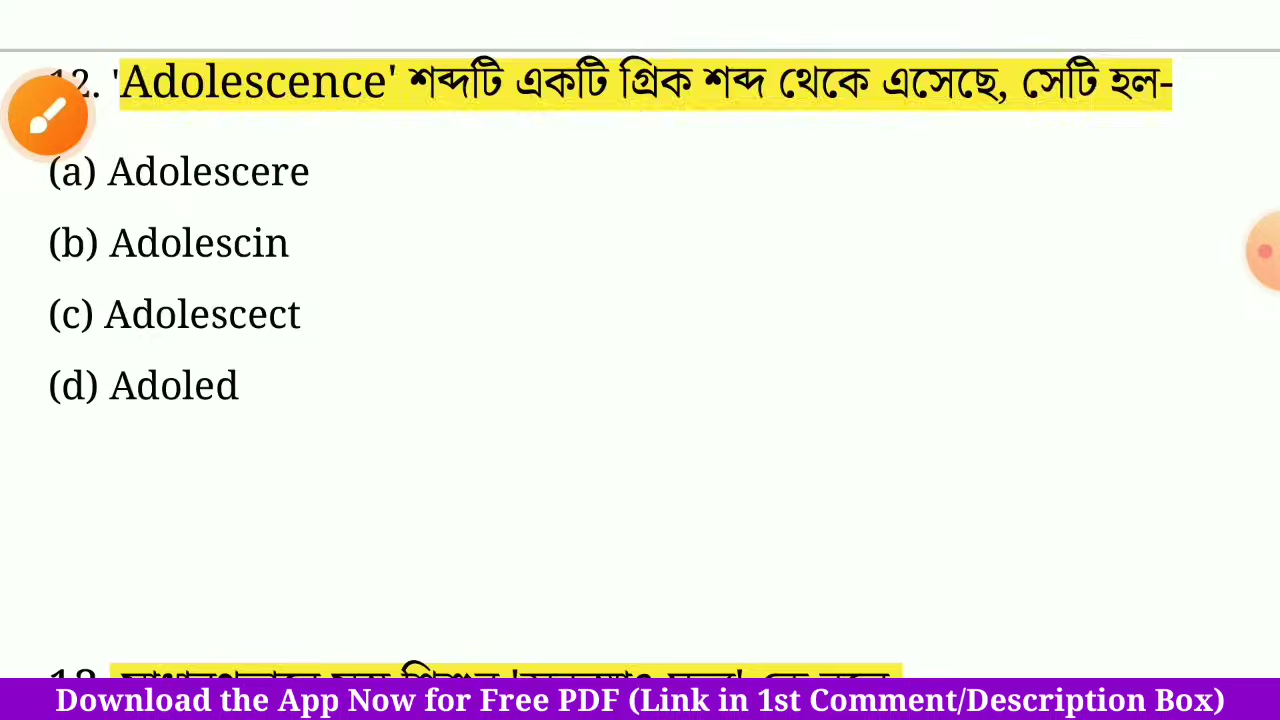 12. 'Adolescence' শব্দটি একটি গ্রিক শব্দ থেকে এসেছে, সেটি হল-
(a) Adolescere
(b) Adolescin
(c) Adolescect
(d) Adoled
Download the App Now for Free PDF (Link in 1st Comment/Description Box)